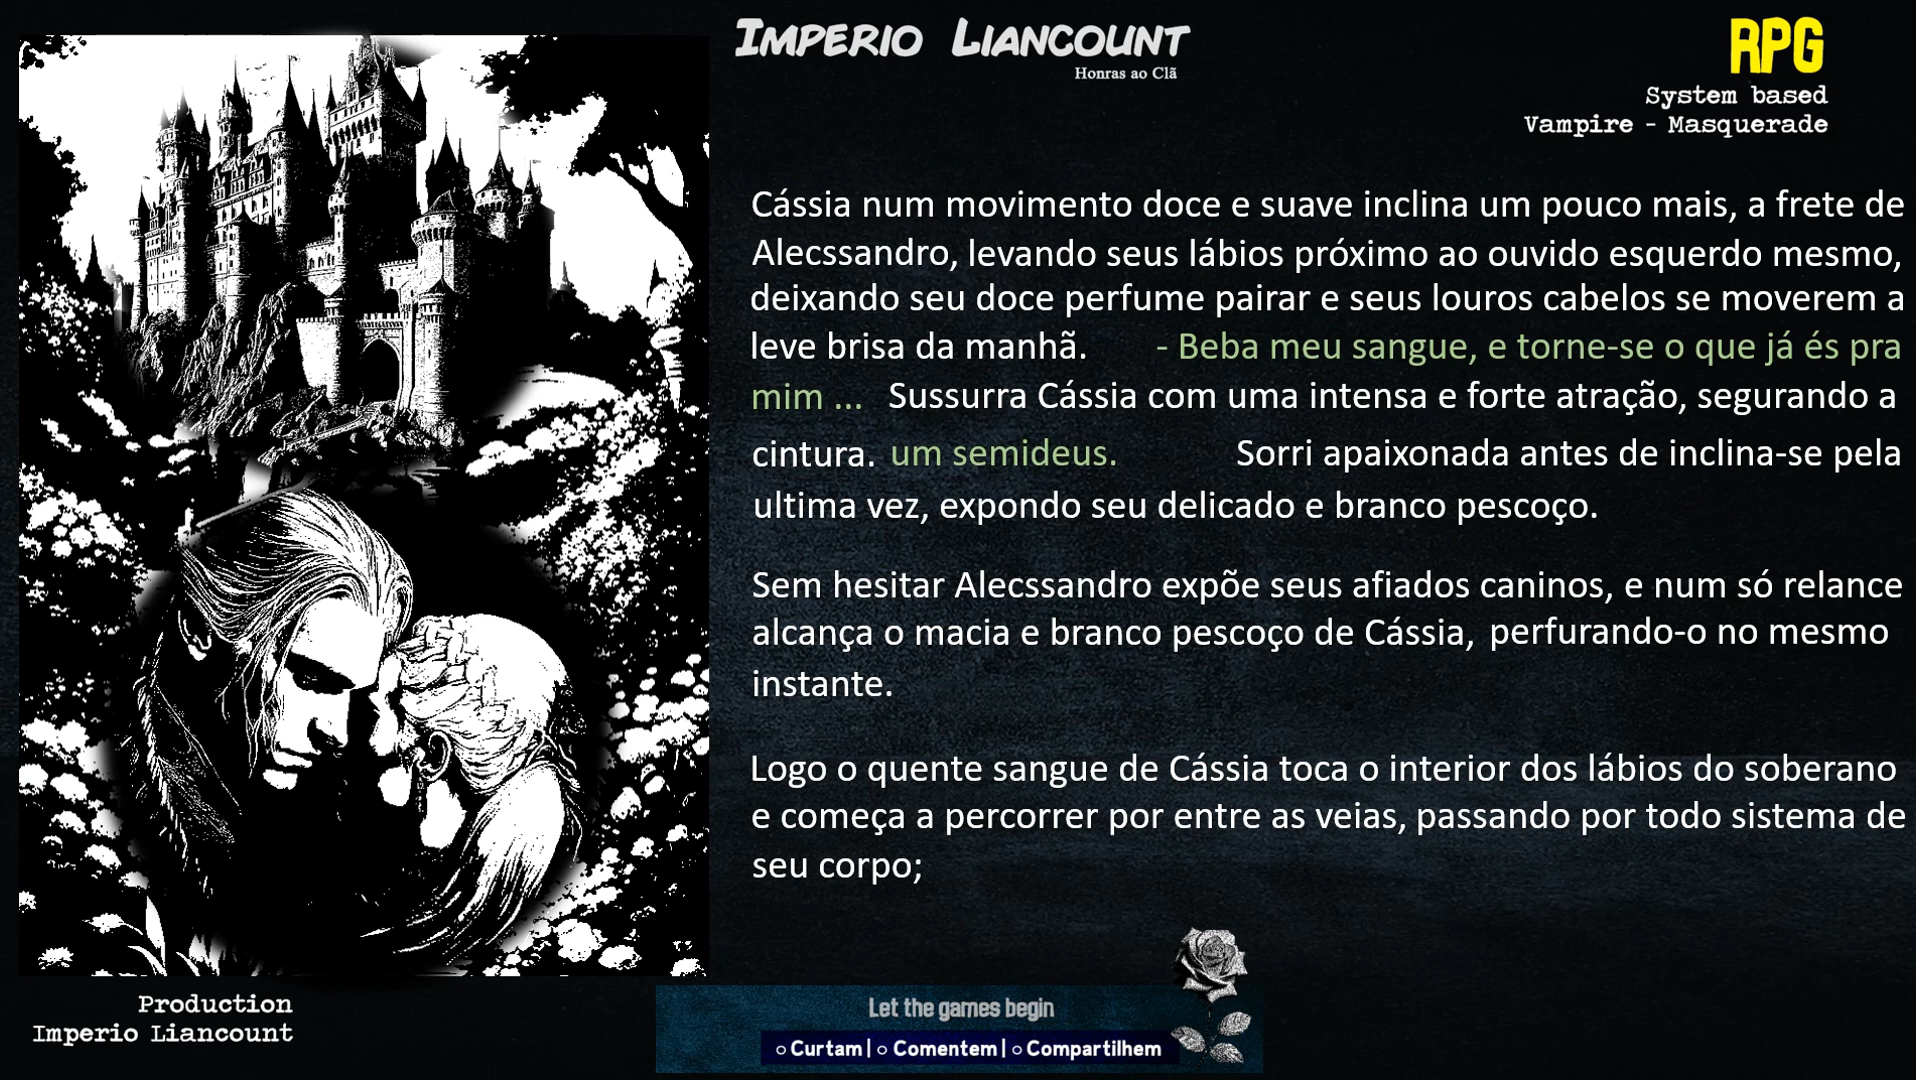 IMPERIO LIANCOUNT
Honras ao Clã
RPG
System based
Vampire - Masquerade
Cássia num movimento doce e suave inclina um pouco mais, a frete de
Alecssandro, levando seus lábios próximo ao ouvido esquerdo mesmo,
deixando seu doce perfume pairar e seus louros cabelos se moverem a
leve brisa da manhã. - Beba meu sangue, e torne-se o que já és pra
mim ... Sussurra Cássia com uma intensa e forte atração, segurando a
cintura. um semideus. Sorri apaixonada antes de inclina-se pela
ultima vez, expondo seu delicado e branco pescoço.
Sem hesitar Alecssandro expõe seus afiados caninos, e num só relance
alcança o macia e branco pescoço de Cássia, perfurando-o no mesmo
instante.
Logo o quente sangue de Cássia toca o interior dos lábios do soberano
e começa a percorrer por entre as veias, passando por todo sistema de
seu corpo;
Production
Imperio Liancount
Let the games begin
○ Curtam | ○ Comentem | ○ Compartilhem